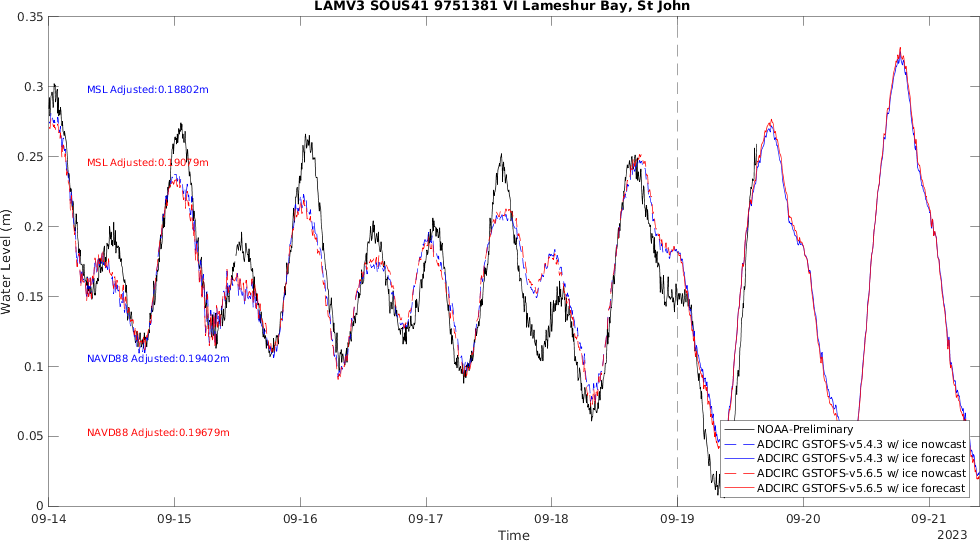 LAMV3 SOUS41 9751381 VI Lameshur Bay, St John
0.35
0.3
0.25
0.2
0.15
0.1
0.05
0
Water Level (m)
MSL Adjusted:0.18802m
MSL Adjusted:0.19079m
NAVD88 Adjusted:0.19402m
NAVD88 Adjusted:0.19679m
NOAA-Preliminary
ADCIRC GSTOFS-v5.4.3 w/ ice nowcast
ADCIRC GSTOFS-v5.4.3 w/ ice forecast
ADCIRC GSTOFS-v5.6.5 w/ ice nowcast
ADCIRC GSTOFS-v5.6.5 w/ ice forecast
09-14 09-15 09-16 09-17 09-18 09-19 09-20 09-21
Time
2023